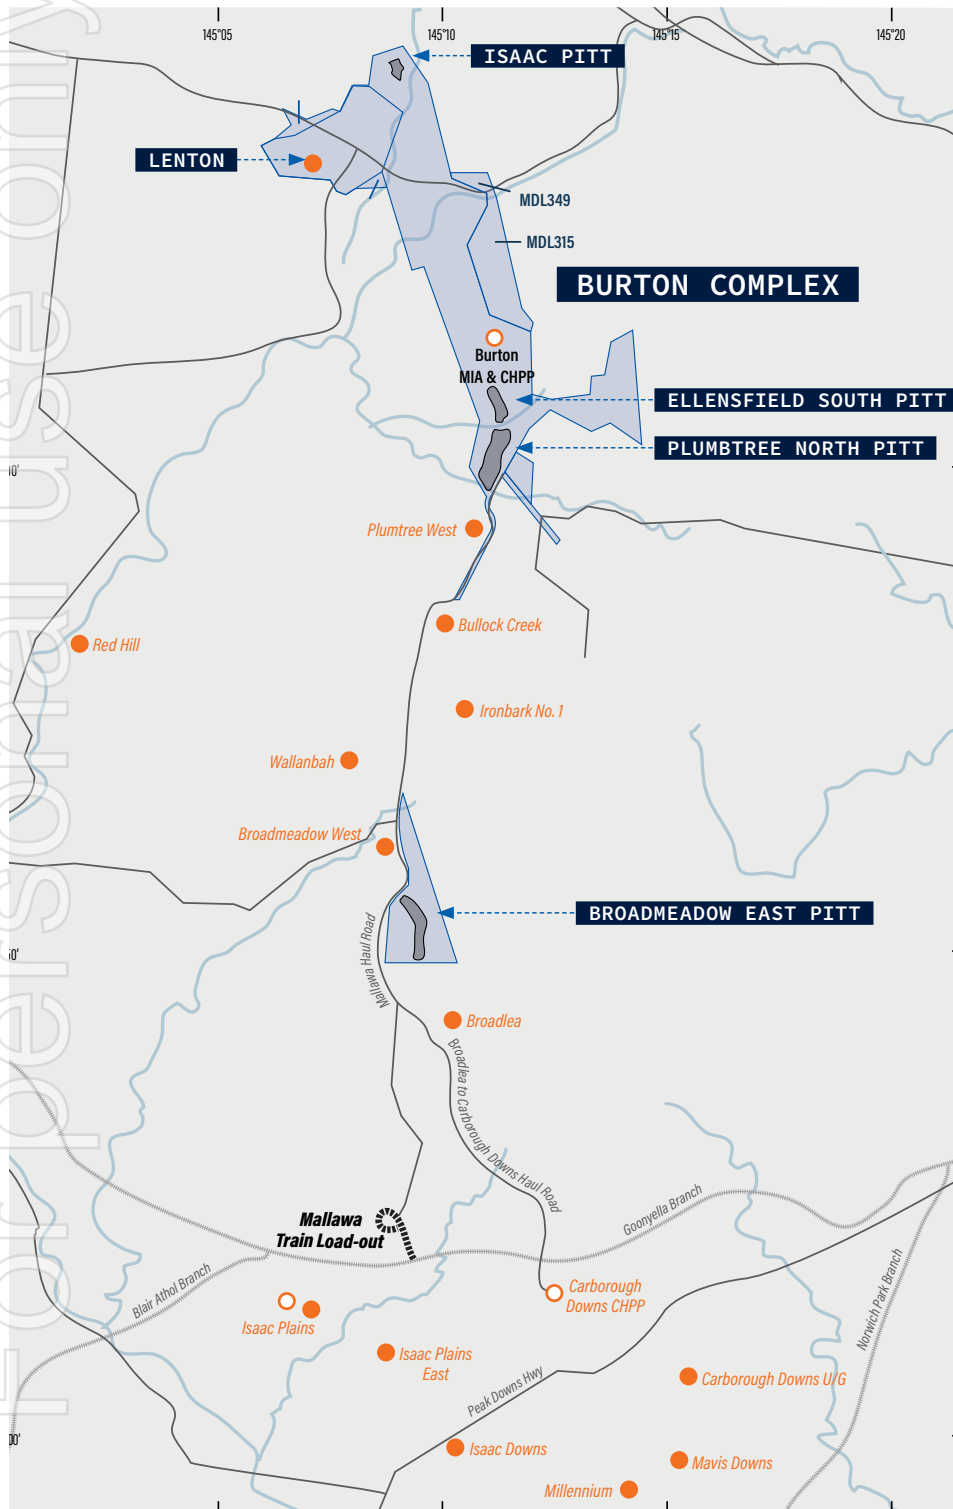 145°05
145°10
145°15
145°20
ISAAC PITT
LENTON
MDL349
MDL315
BURTON COMPLEX
Burton
MIA & CHPP
ELLENSFIELD SOUTH PITT
PLUMBTREE NORTH PITT
Plumtree West
Bullock Creek
Red Hill
Ironbark No. 1
Wallanbah
Broadmeadow West
BROADMEADOW EAST PITT
Mallawa Haul Road
Broadlea
Broadlea to Carborough Downs Haul Road
Mallawa
Train Load-out
Goonyella Branch
Blair Athol Branch
Norwich Park Branch
Carborough
Downs CHPP
Isaac Plains
Isaac Plains
East
Peak Downs Hwy
Carborough Downs U/G
Isaac Downs
Mavis Downs
Millennium
For personal use only